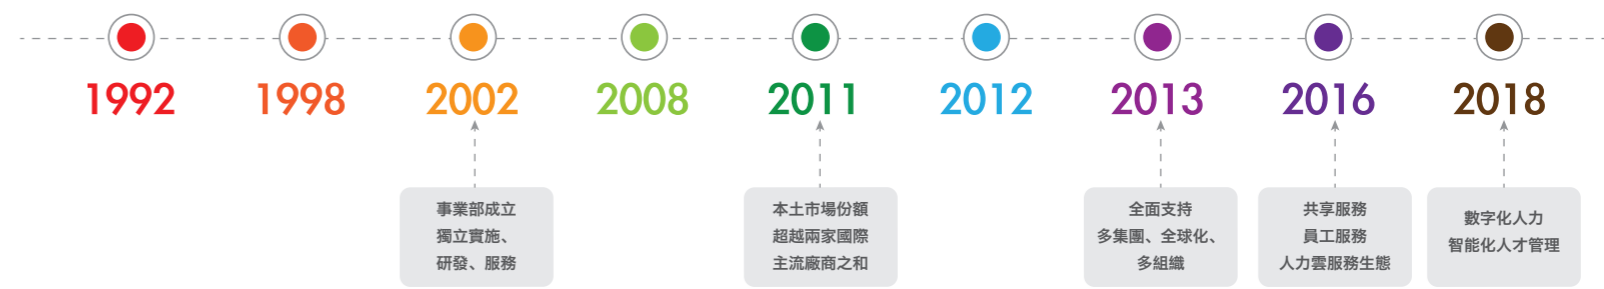 1992
1998
2002
2008
2011
2012
2013
2016
2018
事業部成立
獨立實施、
研發、服務
本土市場份額
超越兩家國際
主流廠商之和
全面支持
多集團、全球化、
多組織
共享服務
員工服務
人力雲服務生態
數字化人力
智能化人才管理